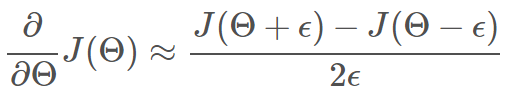 ∂/∂Θ J(Θ) ≈ (J(Θ + ϵ) − J(Θ − ϵ))/(2ϵ)